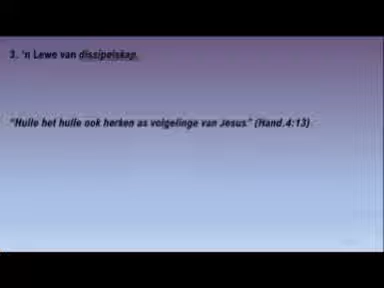 3. 'n Lewe van dissipelskap.
"Hulle het hulle ook herken as volgelinge van Jesus" (Hand.4:13)